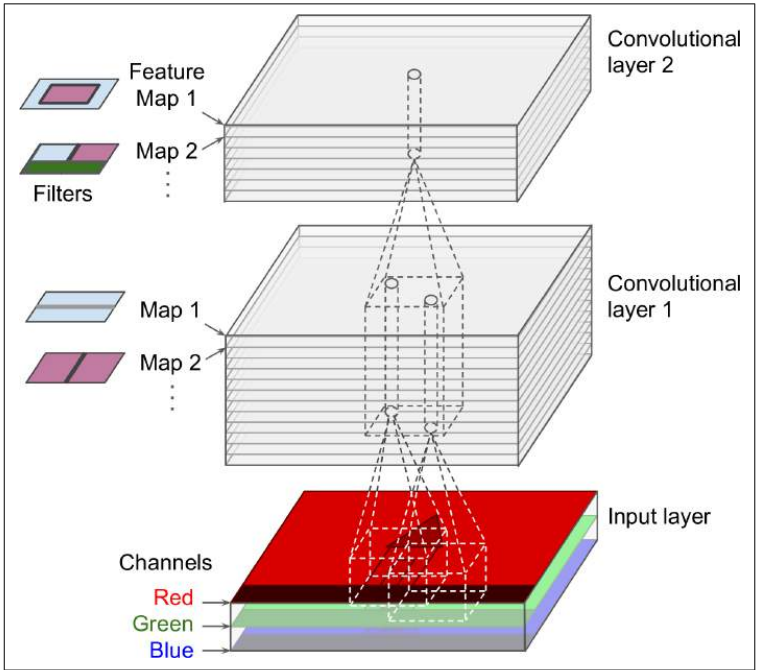 Convolutional
layer 2
Feature
Map 1
Map 2
Filters
Convolutional
layer 1
Map 1
Map 2
Input layer
Channels
Red
Green
Blue